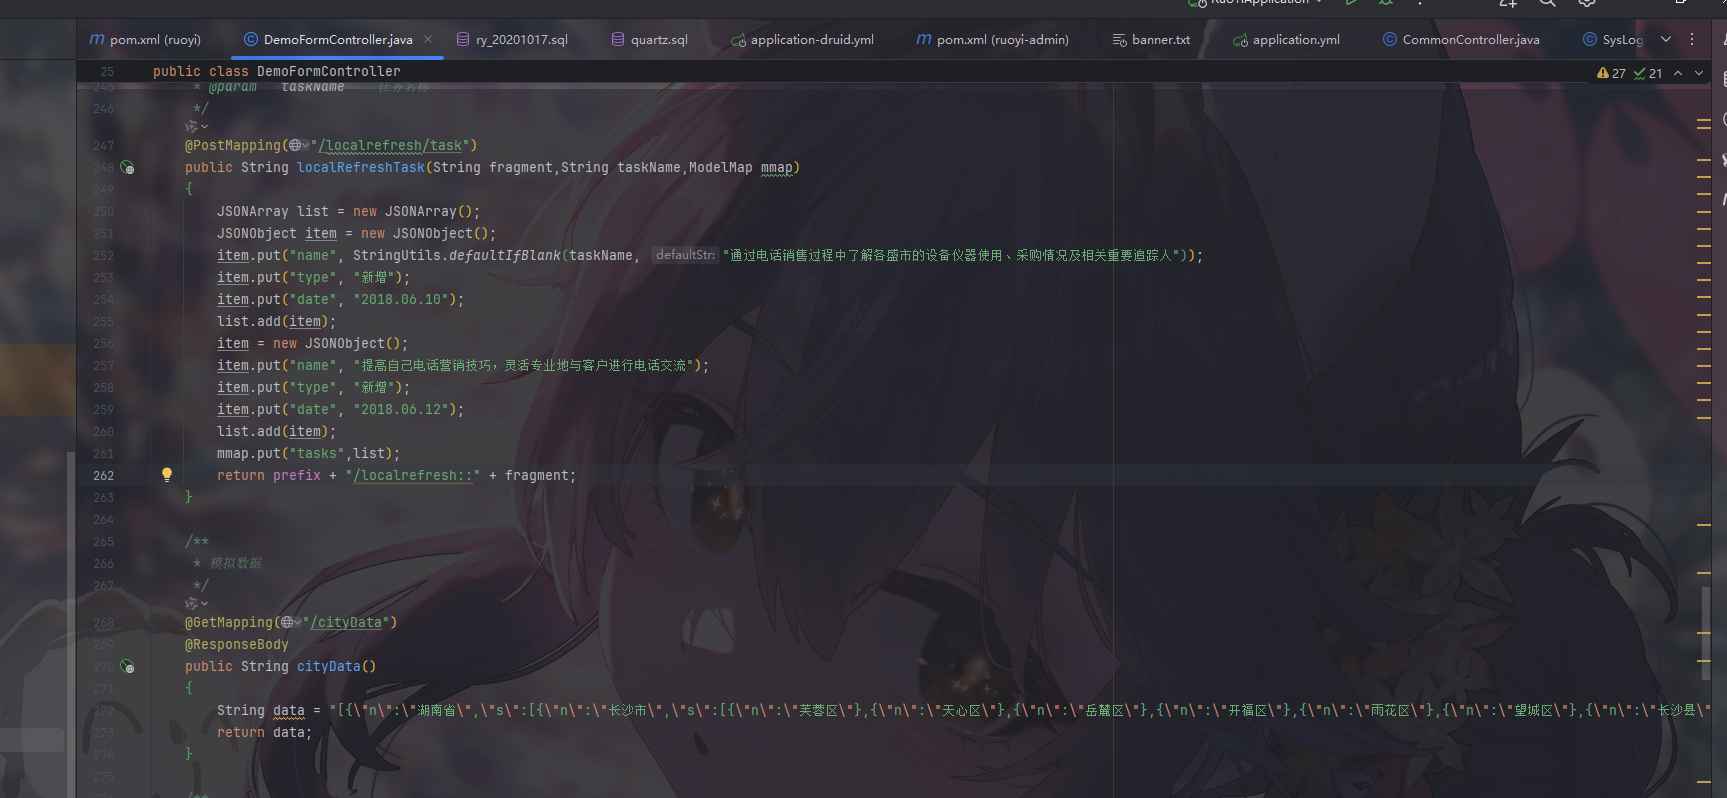 RuoYiApplication
pom.xml (ruoyi) DemoFormController.java ry_20201017.sql quartz.sql application-druid.yml pom.xml (ruoyi-admin) banner.txt application.yml CommonController.java SysLog
25 public class DemoFormController 27 21
245 * @param taskName 任务名称
246 */
247 @PostMapping("/localrefresh/task")
248 public String localRefreshTask(String fragment,String taskName,ModelMap mmap)
249 {
250 JSONArray list = new JSONArray();
251 JSONObject item = new JSONObject();
252 item.put("name", StringUtils.defaultIfBlank(taskName, defaultStr: "通过电话销售过程中了解各盛市的设备仪器使用、采购情况及相关重要追踪人"));
253 item.put("type", "新增");
254 item.put("date", "2018.06.10");
255 list.add(item);
256 item = new JSONObject();
257 item.put("name", "提高自己电话营销技巧，灵活专业地与客户进行电话交流");
258 item.put("type", "新增");
259 item.put("date", "2018.06.12");
260 list.add(item);
261 mmap.put("tasks",list);
262 return prefix + "/localrefresh::" + fragment;
263 }
264
265 /**
266 * 模拟数据
267 */
268 @GetMapping("/cityData")
269 @ResponseBody
270 public String cityData()
271 {
272 String data = "[{\"n\":\"湖南省\",\"s\":[{\"n\":\"长沙市\",\"s\":[{\"n\":\"芙蓉区\"},{\"n\":\"天心区\"},{\"n\":\"岳麓区\"},{\"n\":\"开福区\"},{\"n\":\"雨花区\"},{\"n\":\"望城区\"},{\"n\":\"长沙县\"
273 return data;
274 }
275
/**